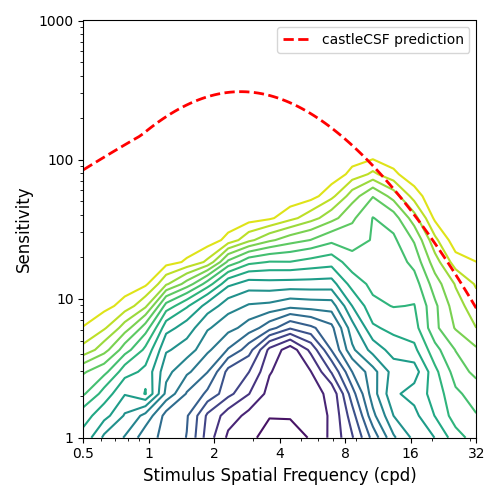 1000
castleCSF prediction
100
10
1
Sensitivity
0.5 1 2 4 8 16 32
Stimulus Spatial Frequency (cpd)